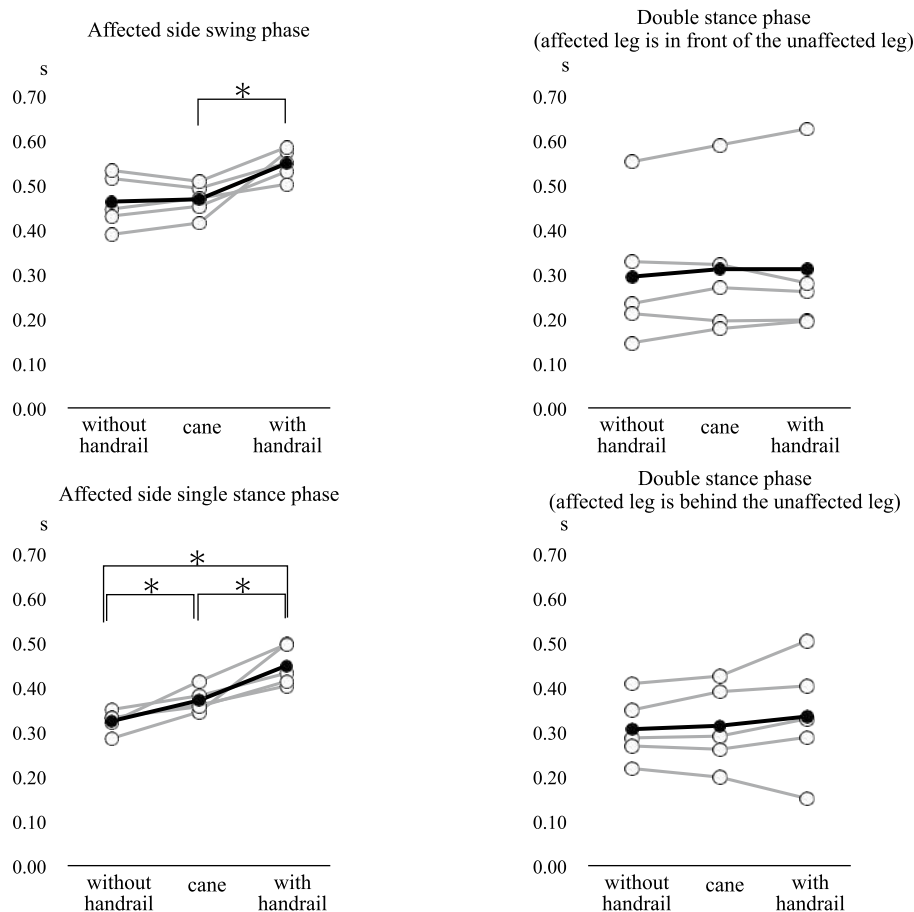 Affected side swing phase
s
0.70
0.60
0.50
0.40
0.30
0.20
0.10
0.00
*
without
handrail
cane
with
handrail
Double stance phase
(affected leg is in front of the unaffected leg)
s
0.70
0.60
0.50
0.40
0.30
0.20
0.10
0.00
without
handrail
cane
with
handrail
Affected side single stance phase
s
0.70
0.60
0.50
0.40
0.30
0.20
0.10
0.00
*
* *
without
handrail
cane
with
handrail
Double stance phase
(affected leg is behind the unaffected leg)
s
0.70
0.60
0.50
0.40
0.30
0.20
0.10
0.00
without
handrail
cane
with
handrail